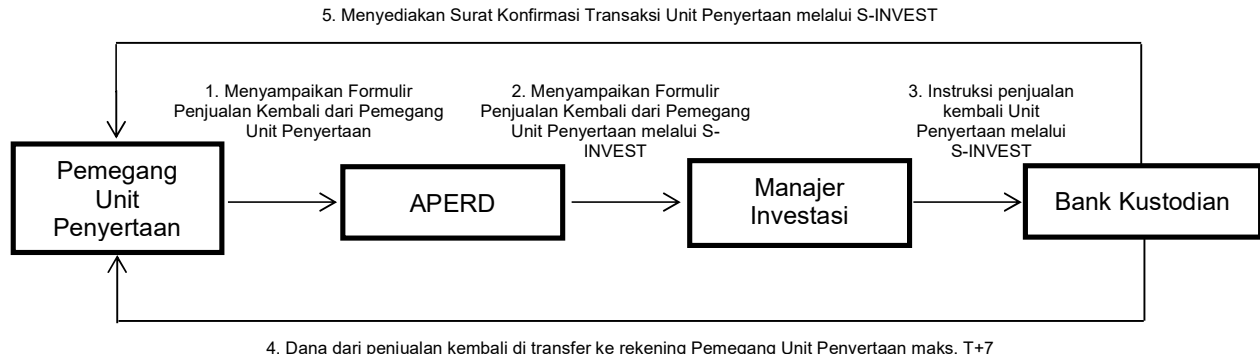 5. Menyediakan Surat Konfirmasi Transaksi Unit Penyertaan melalui S-INVEST
1. Menyampaikan Formulir
Penjualan Kembali dari Pemegang
Unit Penyertaan
2. Menyampaikan Formulir
Penjualan Kembali dari Pemegang
Unit Penyertaan melalui S-
INVEST
3. Instruksi penjualan
kembali Unit
Penyertaan melalui
S-INVEST
Pemegang
Unit
Penyertaan
APERD
Manajer
Investasi
Bank Kustodian
4. Dana dari penjualan kembali di transfer ke rekening Pemegang Unit Penyertaan maks. T+7